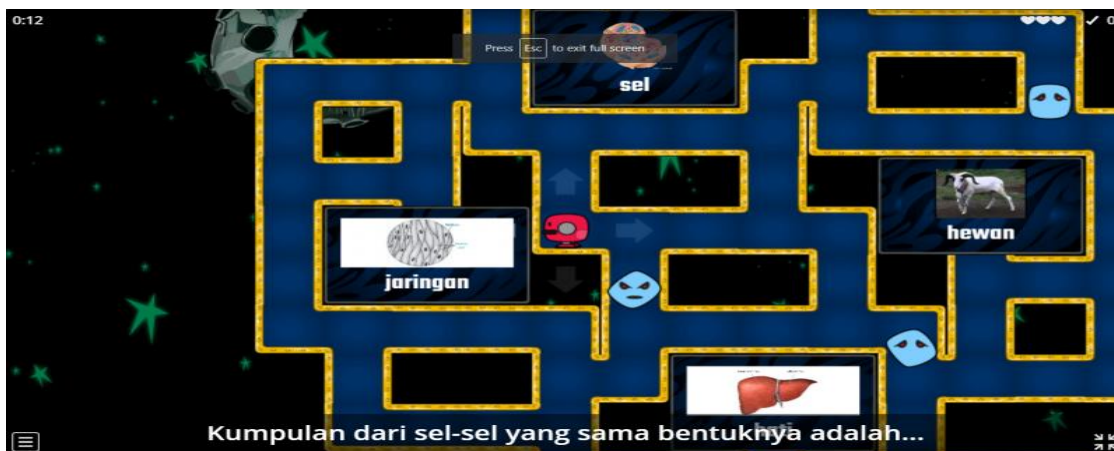 0:12
Press Esc to exit full screen
sel
hewan
jaringan
hati
Kumpulan dari sel-sel yang sama bentuknya adalah...